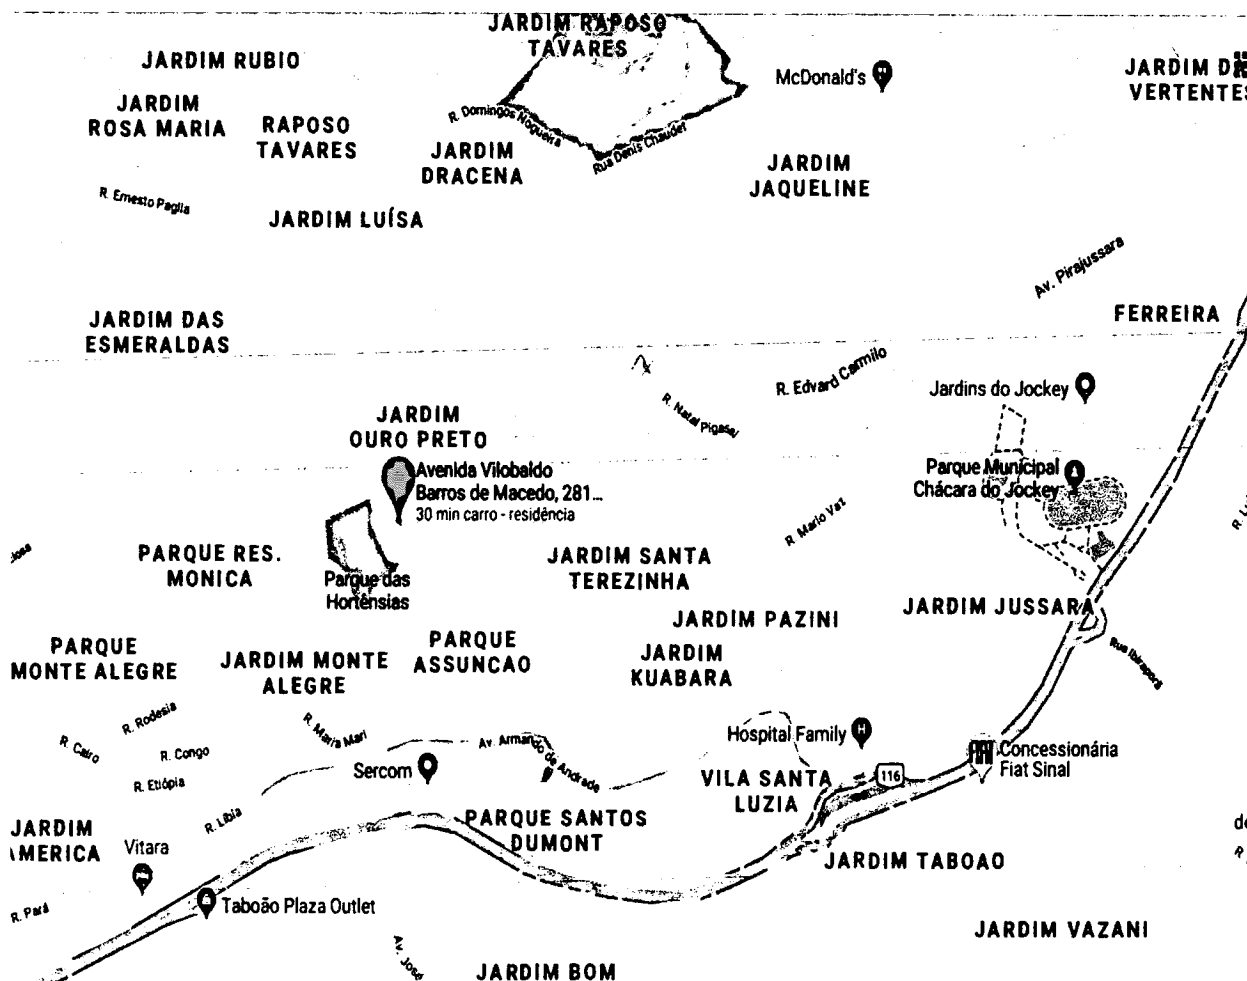 JARDIM RAPOSO
TAVARES
JARDIM RUBIO
McDonald's
VERTENTES
JARDIM
ROSA MARIA
RAPOSO
TAVARES
R. Domingos Nogueira
Rua Denis Chaudet
JARDIM
DRACENA
JARDIM
JAQUELINE
R. Ernesto Paglia
JARDIM LUÍSA
Av. Pirajussara
FERREIRA
JARDIM DAS
ESMERALDAS
R. Edvard Carmilo
Jardins do Jockey
R. Natal Pigassi
JARDIM
OURO PRETO
Avenida Vilobaldo
Barros de Macedo, 281...
30 min carro - residência
Parque Municipal
Chácara do Jockey
R. Mario Vaz
PARQUE RES.
MONICA
Parque das
Hortênsias
JARDIM SANTA
TEREZINHA
JARDIM PAZINI
JARDIM JUSSARA
PARQUE
MONTE ALEGRE
JARDIM MONTE
ALEGRE
PARQUE
ASSUNCAO
JARDIM
KUABARA
Rua Ibiraporã
R. Rodesia
R. Cairo
R. Congo
R. Etiópia
R. Maria Mari
Av. Armando de Andrade
Hospital Family
Concessionária
Fiat Sinal
Sercom
VILA SANTA
LUZIA
116
R. Líbia
PARQUE SANTOS
DUMONT
JARDIM
AMERICA
Vitara
JARDIM TABOAO
R. Pará
Taboão Plaza Outlet
JARDIM VAZANI
Av. José
JARDIM BOM